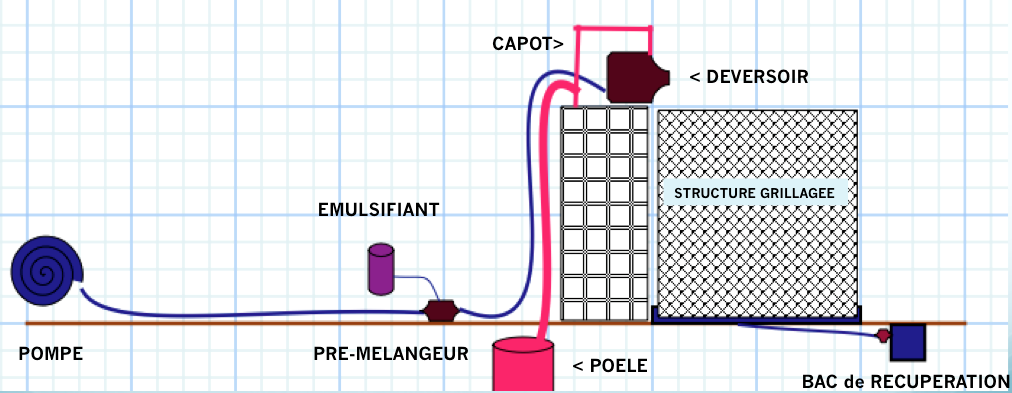 CAPOT>
< DEVERSOIR
STRUCTURE GRILLAGEE
EMULSIFIANT
POMPE
PRE-MELANGEUR
< POELE
BAC de RECUPERATION